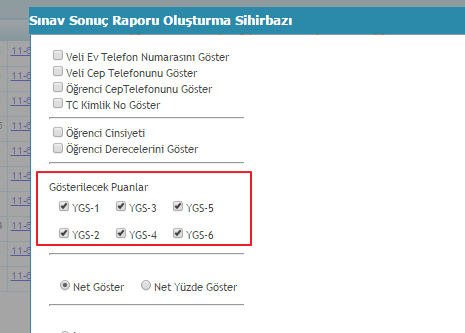 Sınav Sonuç Raporu Oluşturma Sihirbazı
Veli Ev Telefon Numarasını Göster
Veli Cep Telefonunu Göster
Öğrenci CepTelefonunu Göster
TC Kimlik No Göster
Öğrenci Cinsiyeti
Öğrenci Derecelerini Göster
Gösterilecek Puanlar
YGS-1 YGS-3 YGS-5
YGS-2 YGS-4 YGS-6
Net Göster Net Yüzde Göster